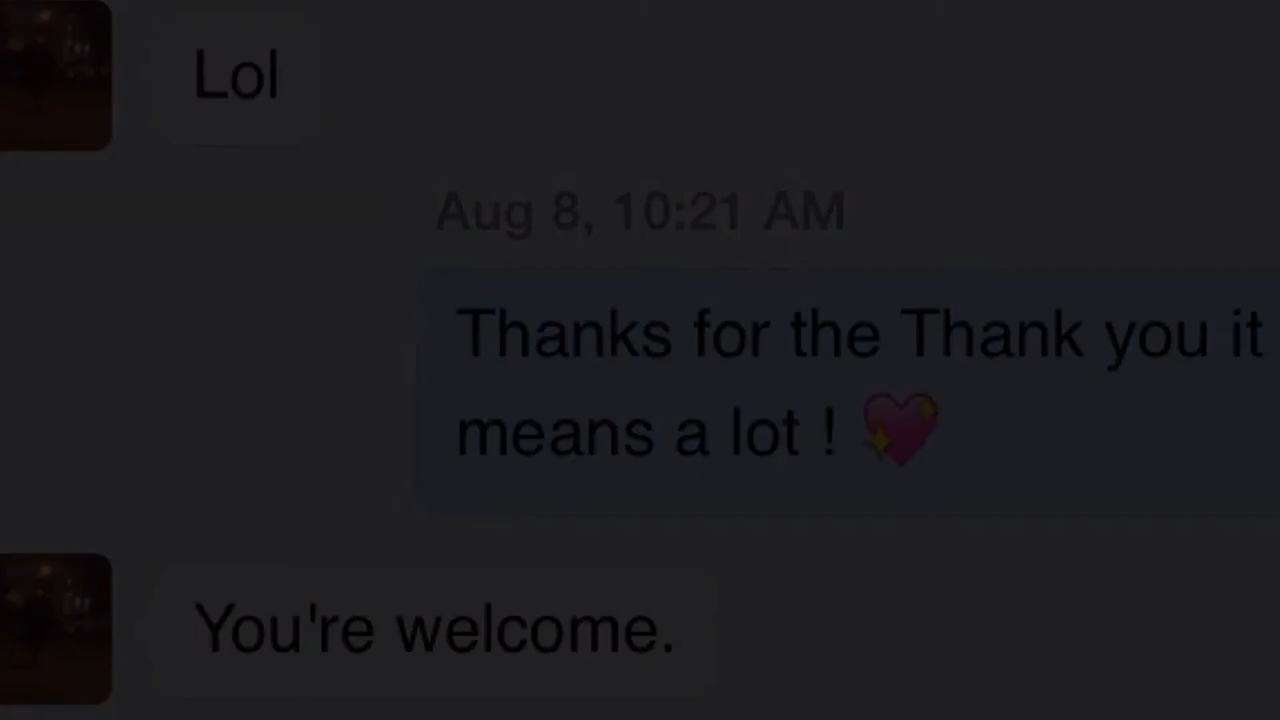 Lol
Aug 8, 10:21 AM
Thanks for the Thank you it
means a lot ! 💖
You're welcome.